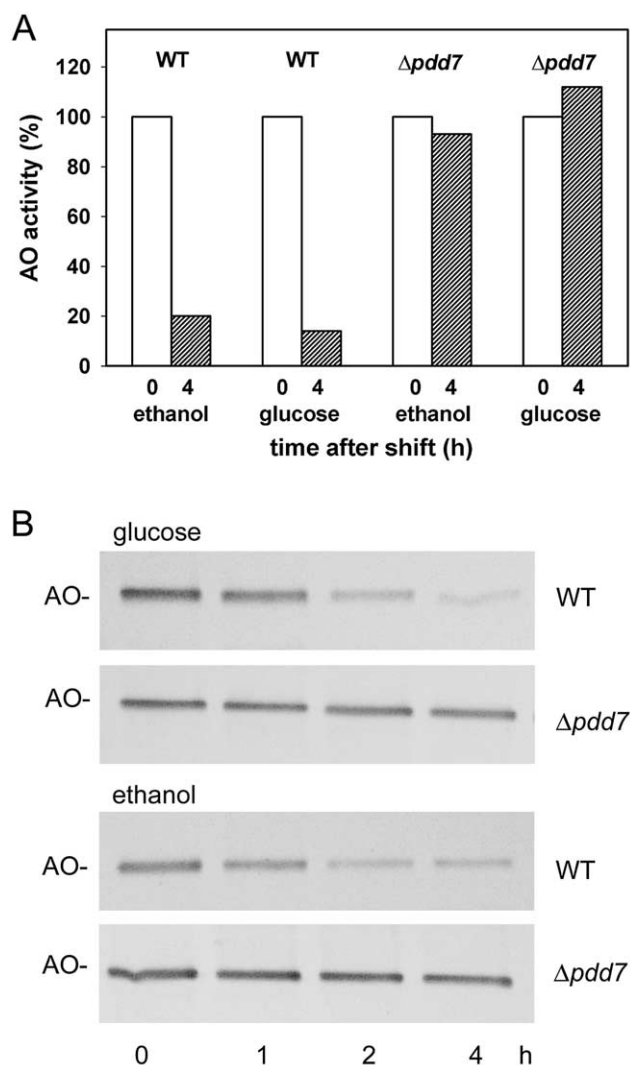 A
WT WT Δpdd7 Δpdd7
120
100
80
60
40
20
0
AO activity (%)
0 4 0 4 0 4 0 4
ethanol glucose ethanol glucose
time after shift (h)
B
glucose
AO- WT
AO- Δpdd7
ethanol
AO- WT
AO- Δpdd7
0 1 2 4 h